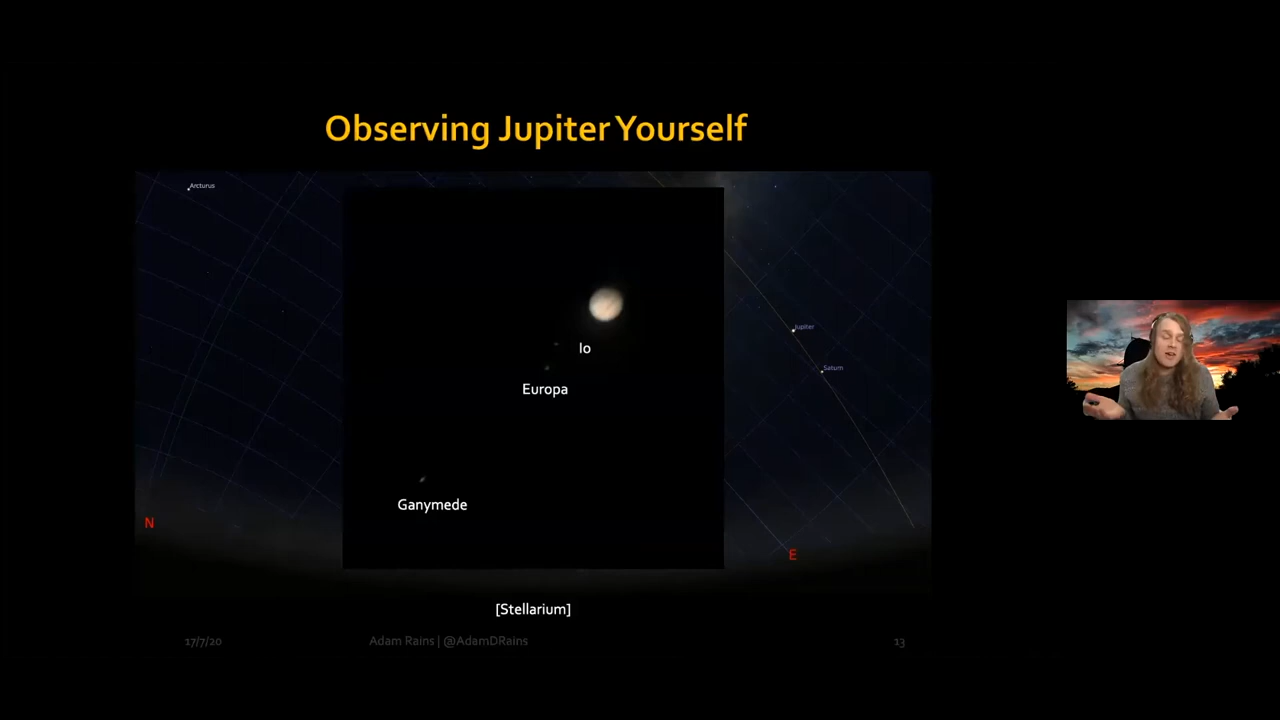 Observing Jupiter Yourself
Arcturus
Jupiter
Io
Saturn
Europa
Ganymede
N
E
[Stellarium]
17/7/20
Adam Rains | @AdamDRains
13